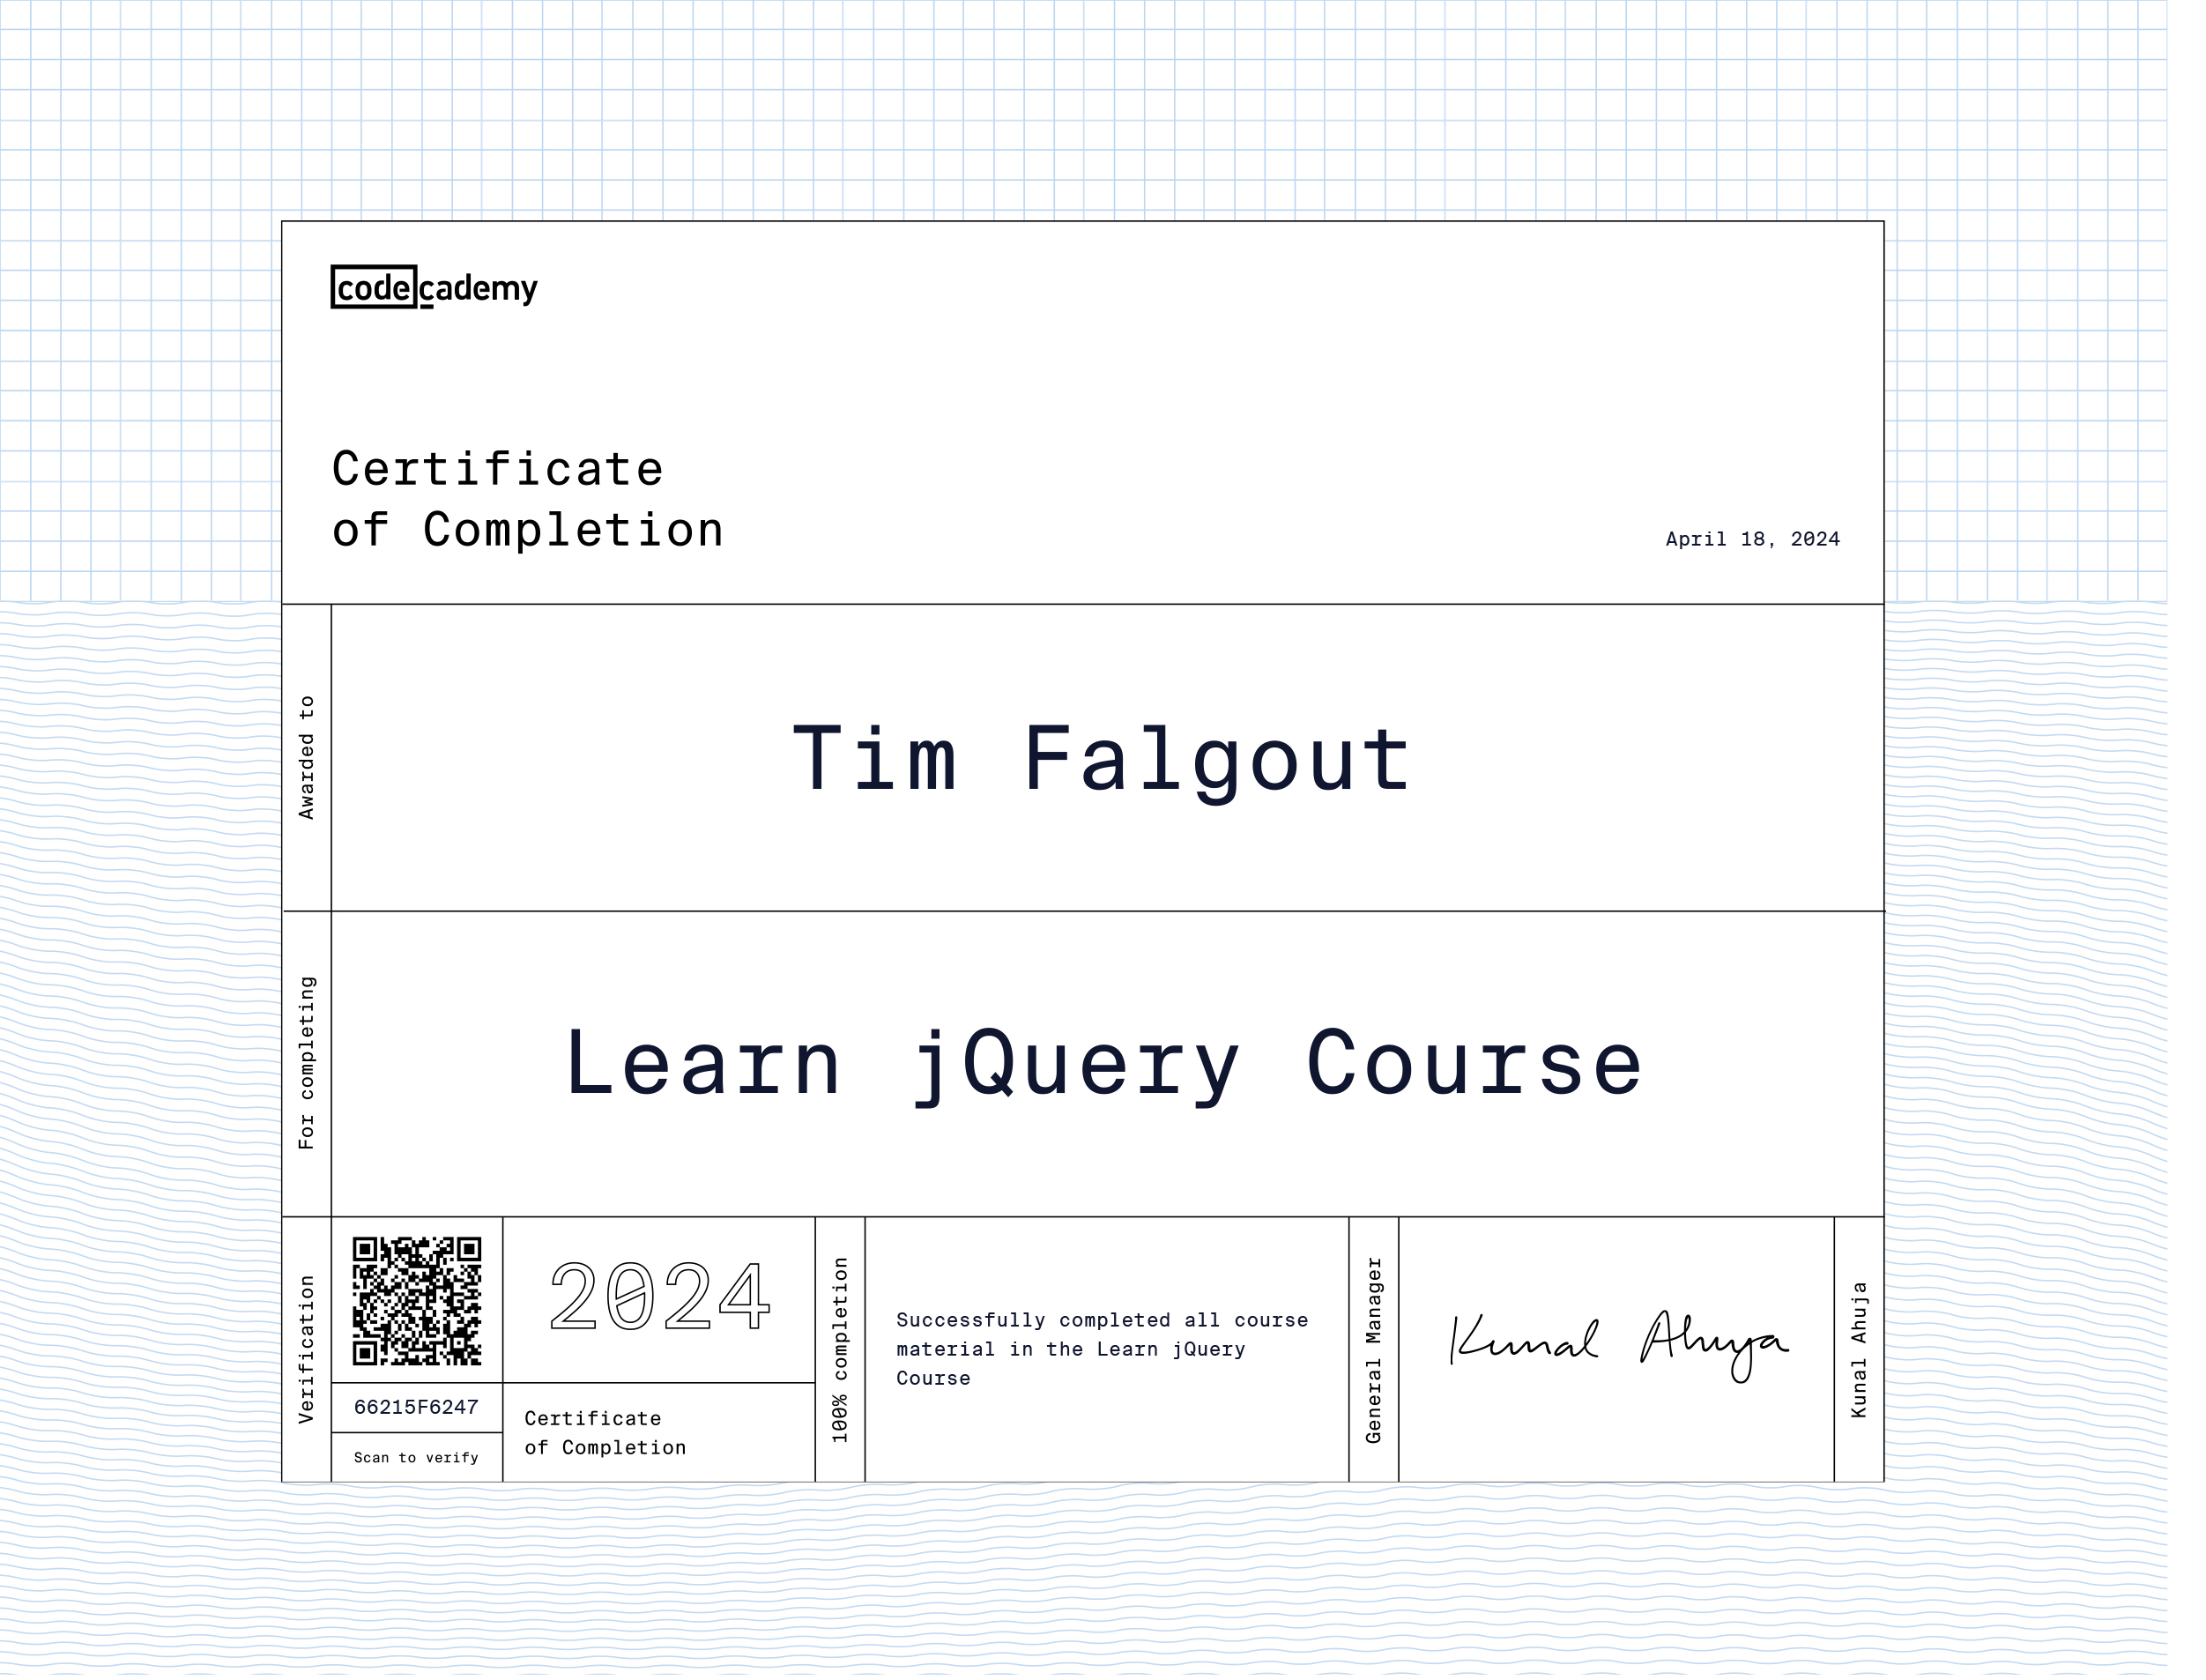 codecademy
Certificate
of Completion
April 18, 2024
Awarded to
Tim Falgout
For completing
Learn jQuery Course
Verification
66215F6247
Scan to verify
2024
Certificate
of Completion
100% completion
Successfully completed all course
material in the Learn jQuery
Course
General Manager
Kunal Ahuja
Kunal Ahuja